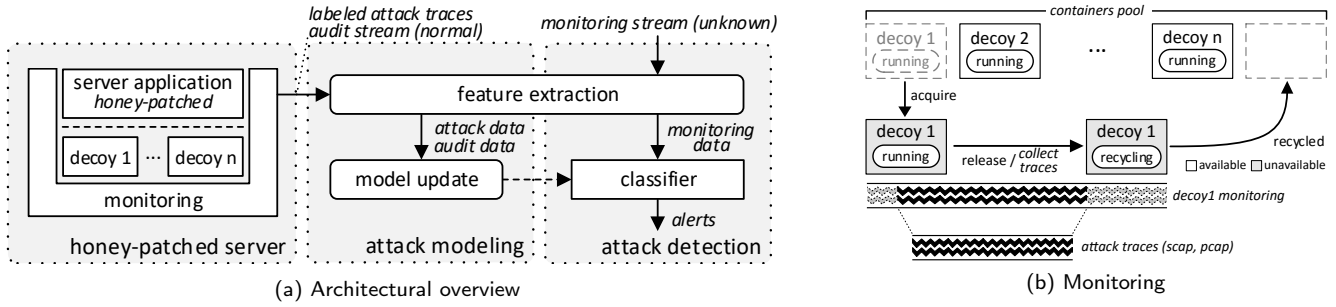 labeled attack traces
audit stream (normal)
monitoring stream (unknown)
server application
honey-patched
decoy 1
...
decoy n
monitoring
honey-patched server
feature extraction
attack data
audit data
monitoring
data
model update
classifier
alerts
attack modeling
attack detection
(a) Architectural overview
containers pool
decoy 1
running
decoy 2
running
...
decoy n
running
acquire
decoy 1
running
release / collect
traces
decoy 1
recycling
recycled
available
unavailable
decoy1 monitoring
attack traces (scap, pcap)
(b) Monitoring